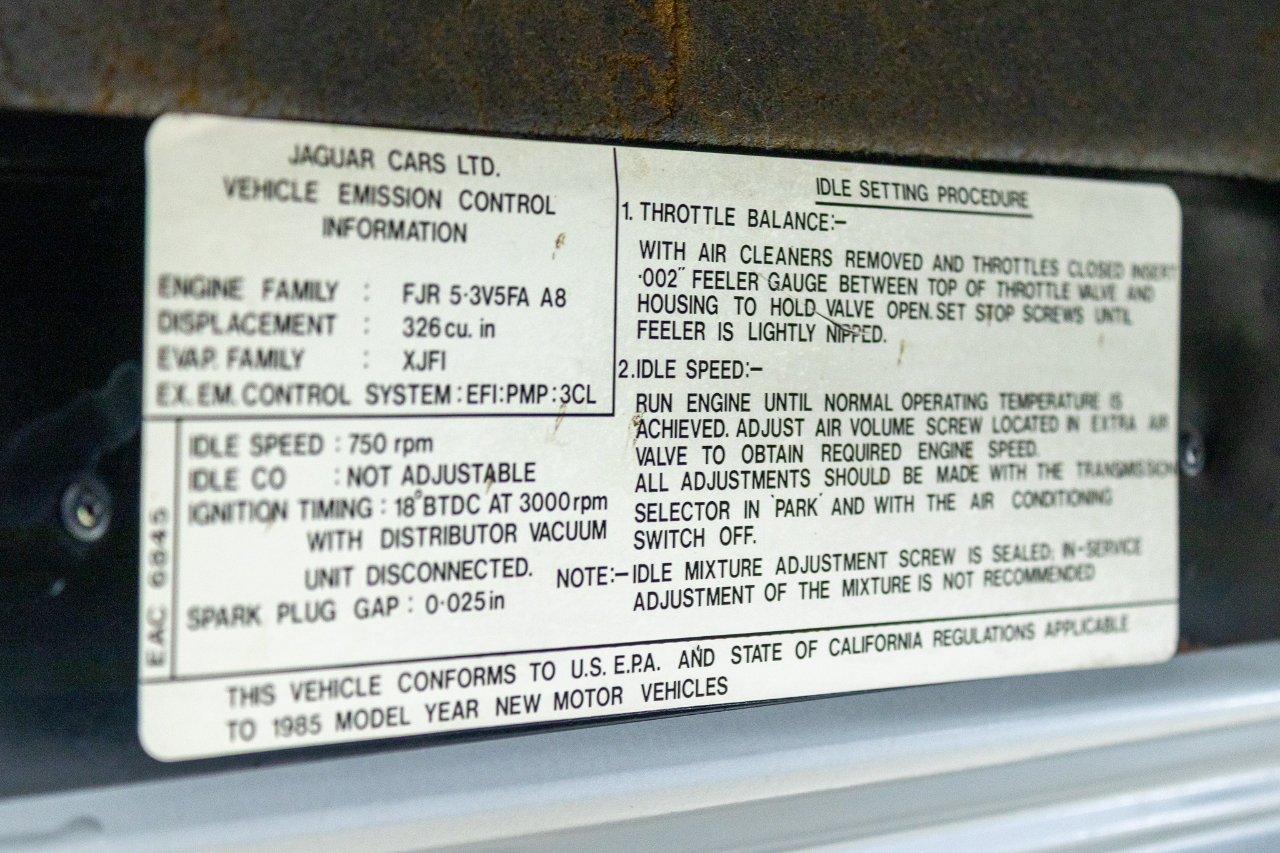 JAGUAR CARS LTD.
VEHICLE EMISSION CONTROL
INFORMATION
ENGINE FAMILY : FJR 5·3V5FA A8
DISPLACEMENT : 326 cu. in
EVAP. FAMILY : XJFI
EX. EM. CONTROL SYSTEM : EFI:PMP:3CL
IDLE SPEED : 750 rpm
IDLE CO : NOT ADJUSTABLE
IGNITION TIMING : 18° BTDC AT 3000 rpm
WITH DISTRIBUTOR VACUUM
UNIT DISCONNECTED.
SPARK PLUG GAP : 0·025 in
EAC 6845
IDLE SETTING PROCEDURE
1. THROTTLE BALANCE:–
WITH AIR CLEANERS REMOVED AND THROTTLES CLOSED INSERT
·002" FEELER GAUGE BETWEEN TOP OF THROTTLE VALVE AND
HOUSING TO HOLD VALVE OPEN. SET STOP SCREWS UNTIL
FEELER IS LIGHTLY NIPPED.
2. IDLE SPEED:–
RUN ENGINE UNTIL NORMAL OPERATING TEMPERATURE IS
ACHIEVED. ADJUST AIR VOLUME SCREW LOCATED IN EXTRA AIR
VALVE TO OBTAIN REQUIRED ENGINE SPEED.
ALL ADJUSTMENTS SHOULD BE MADE WITH THE TRANSMISSION
SELECTOR IN 'PARK' AND WITH THE AIR CONDITIONING
SWITCH OFF.
NOTE:– IDLE MIXTURE ADJUSTMENT SCREW IS SEALED; IN-SERVICE
ADJUSTMENT OF THE MIXTURE IS NOT RECOMMENDED
THIS VEHICLE CONFORMS TO U.S. E.P.A. AND STATE OF CALIFORNIA REGULATIONS APPLICABLE
TO 1985 MODEL YEAR NEW MOTOR VEHICLES